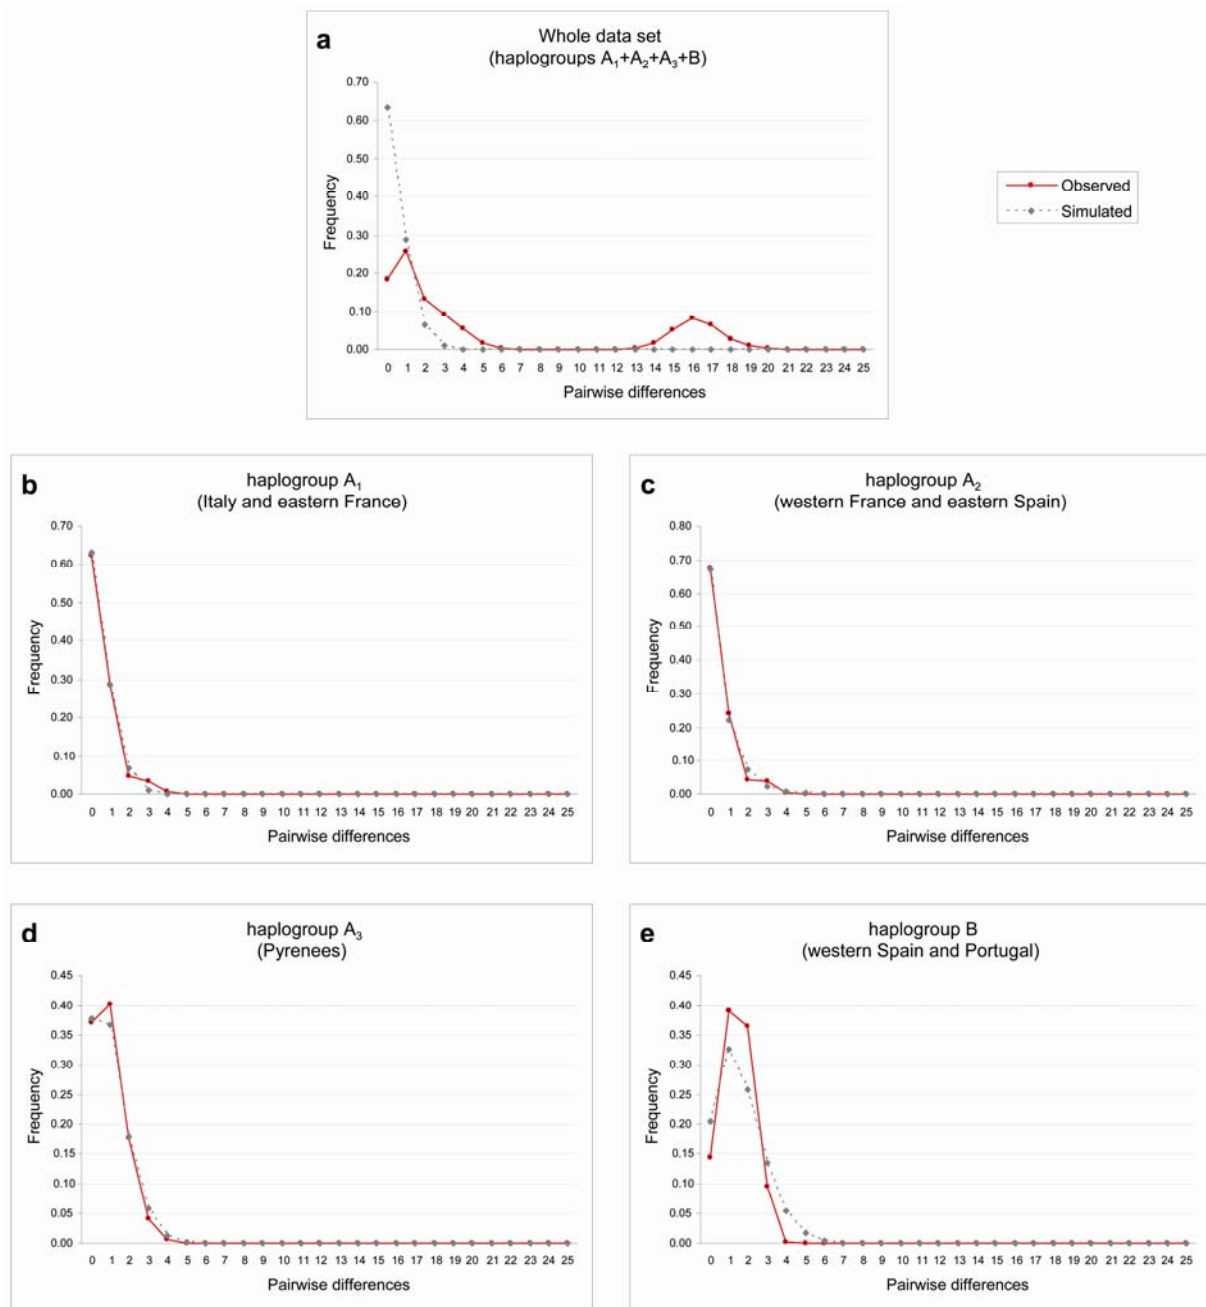 a
Whole data set
(haplogroups A₁+A₂+A₃+B)
0.70
0.60
0.50
0.40
0.30
0.20
0.10
0.00
Frequency
0 1 2 3 4 5 6 7 8 9 10 11 12 13 14 15 16 17 18 19 20 21 22 23 24 25
Pairwise differences
Observed
Simulated
b
haplogroup A₁
(Italy and eastern France)
0.70
0.60
0.50
0.40
0.30
0.20
0.10
0.00
Frequency
0 1 2 3 4 5 6 7 8 9 10 11 12 13 14 15 16 17 18 19 20 21 22 23 24 25
Pairwise differences
c
haplogroup A₂
(western France and eastern Spain)
0.80
0.70
0.60
0.50
0.40
0.30
0.20
0.10
0.00
Frequency
0 1 2 3 4 5 6 7 8 9 10 11 12 13 14 15 16 17 18 19 20 21 22 23 24 25
Pairwise differences
d
haplogroup A₃
(Pyrenees)
0.45
0.40
0.35
0.30
0.25
0.20
0.15
0.10
0.05
0.00
Frequency
0 1 2 3 4 5 6 7 8 9 10 11 12 13 14 15 16 17 18 19 20 21 22 23 24 25
Pairwise differences
e
haplogroup B
(western Spain and Portugal)
0.45
0.40
0.35
0.30
0.25
0.20
0.15
0.10
0.05
0.00
Frequency
0 1 2 3 4 5 6 7 8 9 10 11 12 13 14 15 16 17 18 19 20 21 22 23 24 25
Pairwise differences